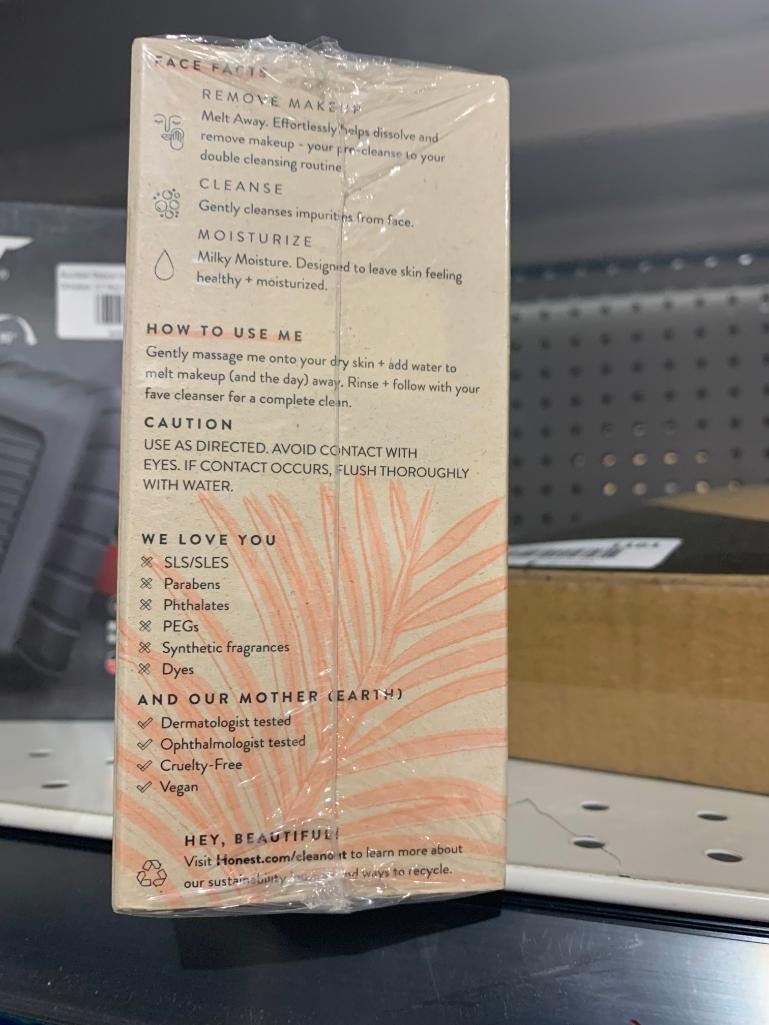 FACE FACTS
REMOVE MAKEUP
Melt Away. Effortlessly helps dissolve and
remove makeup - your pre-cleanse to your
double cleansing routine
CLEANSE
Gently cleanses impurities from face.
MOISTURIZE
Milky Moisture. Designed to leave skin feeling
healthy + moisturized.
HOW TO USE ME
Gently massage me onto your dry skin + add water to
melt makeup (and the day) away. Rinse + follow with your
fave cleanser for a complete clean.
CAUTION
USE AS DIRECTED. AVOID CONTACT WITH
EYES. IF CONTACT OCCURS, FLUSH THOROUGHLY
WITH WATER.
WE LOVE YOU
SLS/SLES
Parabens
Phthalates
PEGs
Synthetic fragrances
Dyes
AND OUR MOTHER (EARTH)
Dermatologist tested
Ophthalmologist tested
Cruelty-Free
Vegan
HEY, BEAUTIFUL!
Visit Honest.com/cleanout to learn more about
our sustainability and ways to recycle.